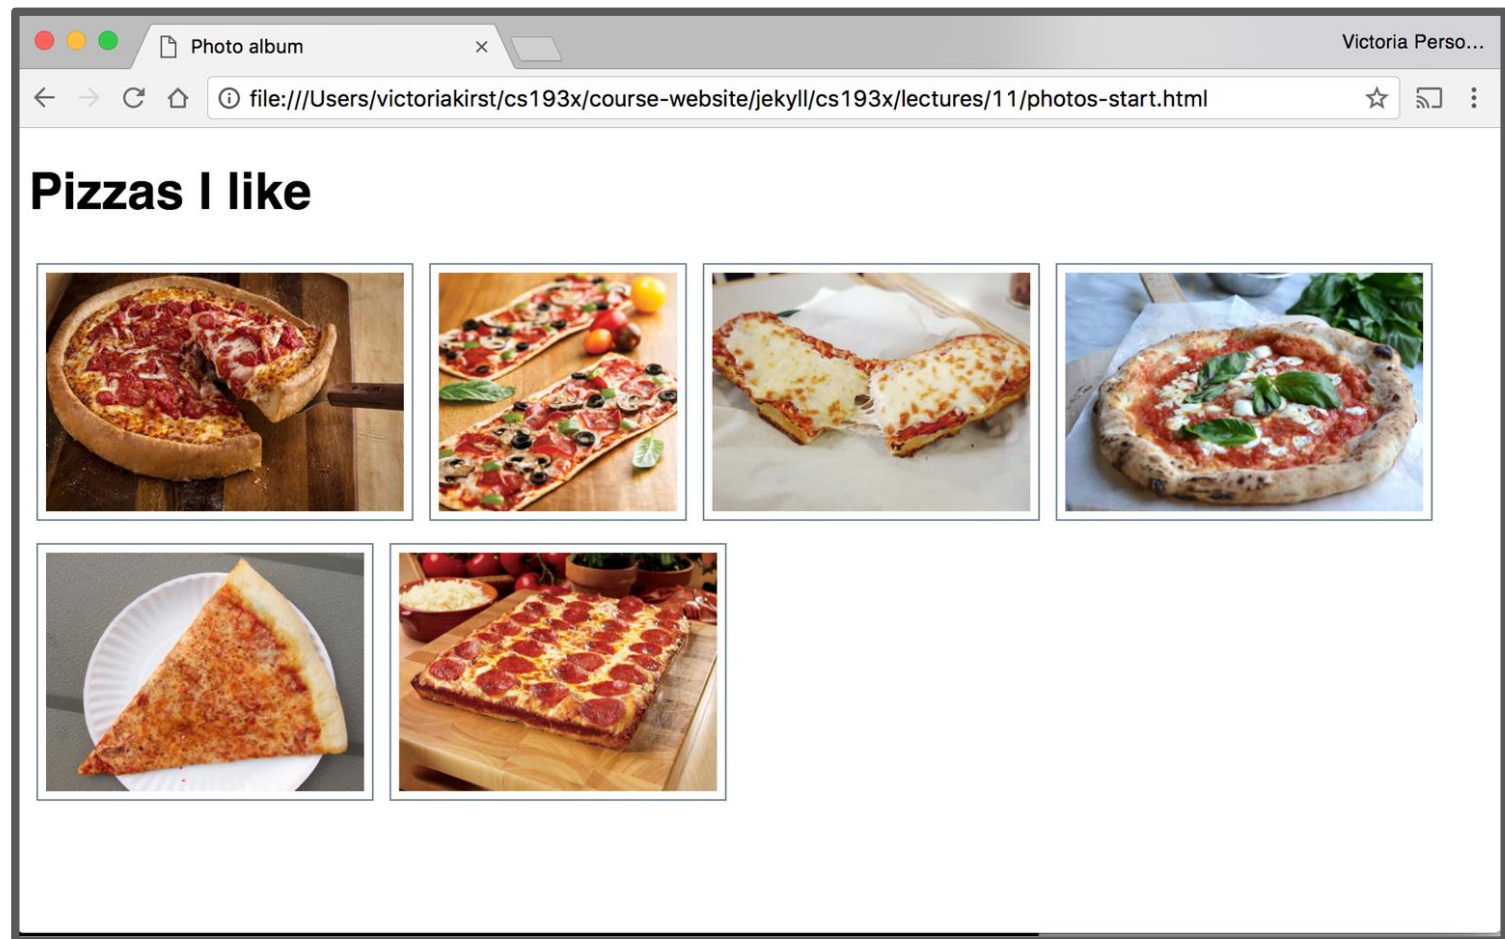 Photo album
Victoria Perso...
file:///Users/victoriakirst/cs193x/course-website/jekyll/cs193x/lectures/11/photos-start.html
Pizzas I like